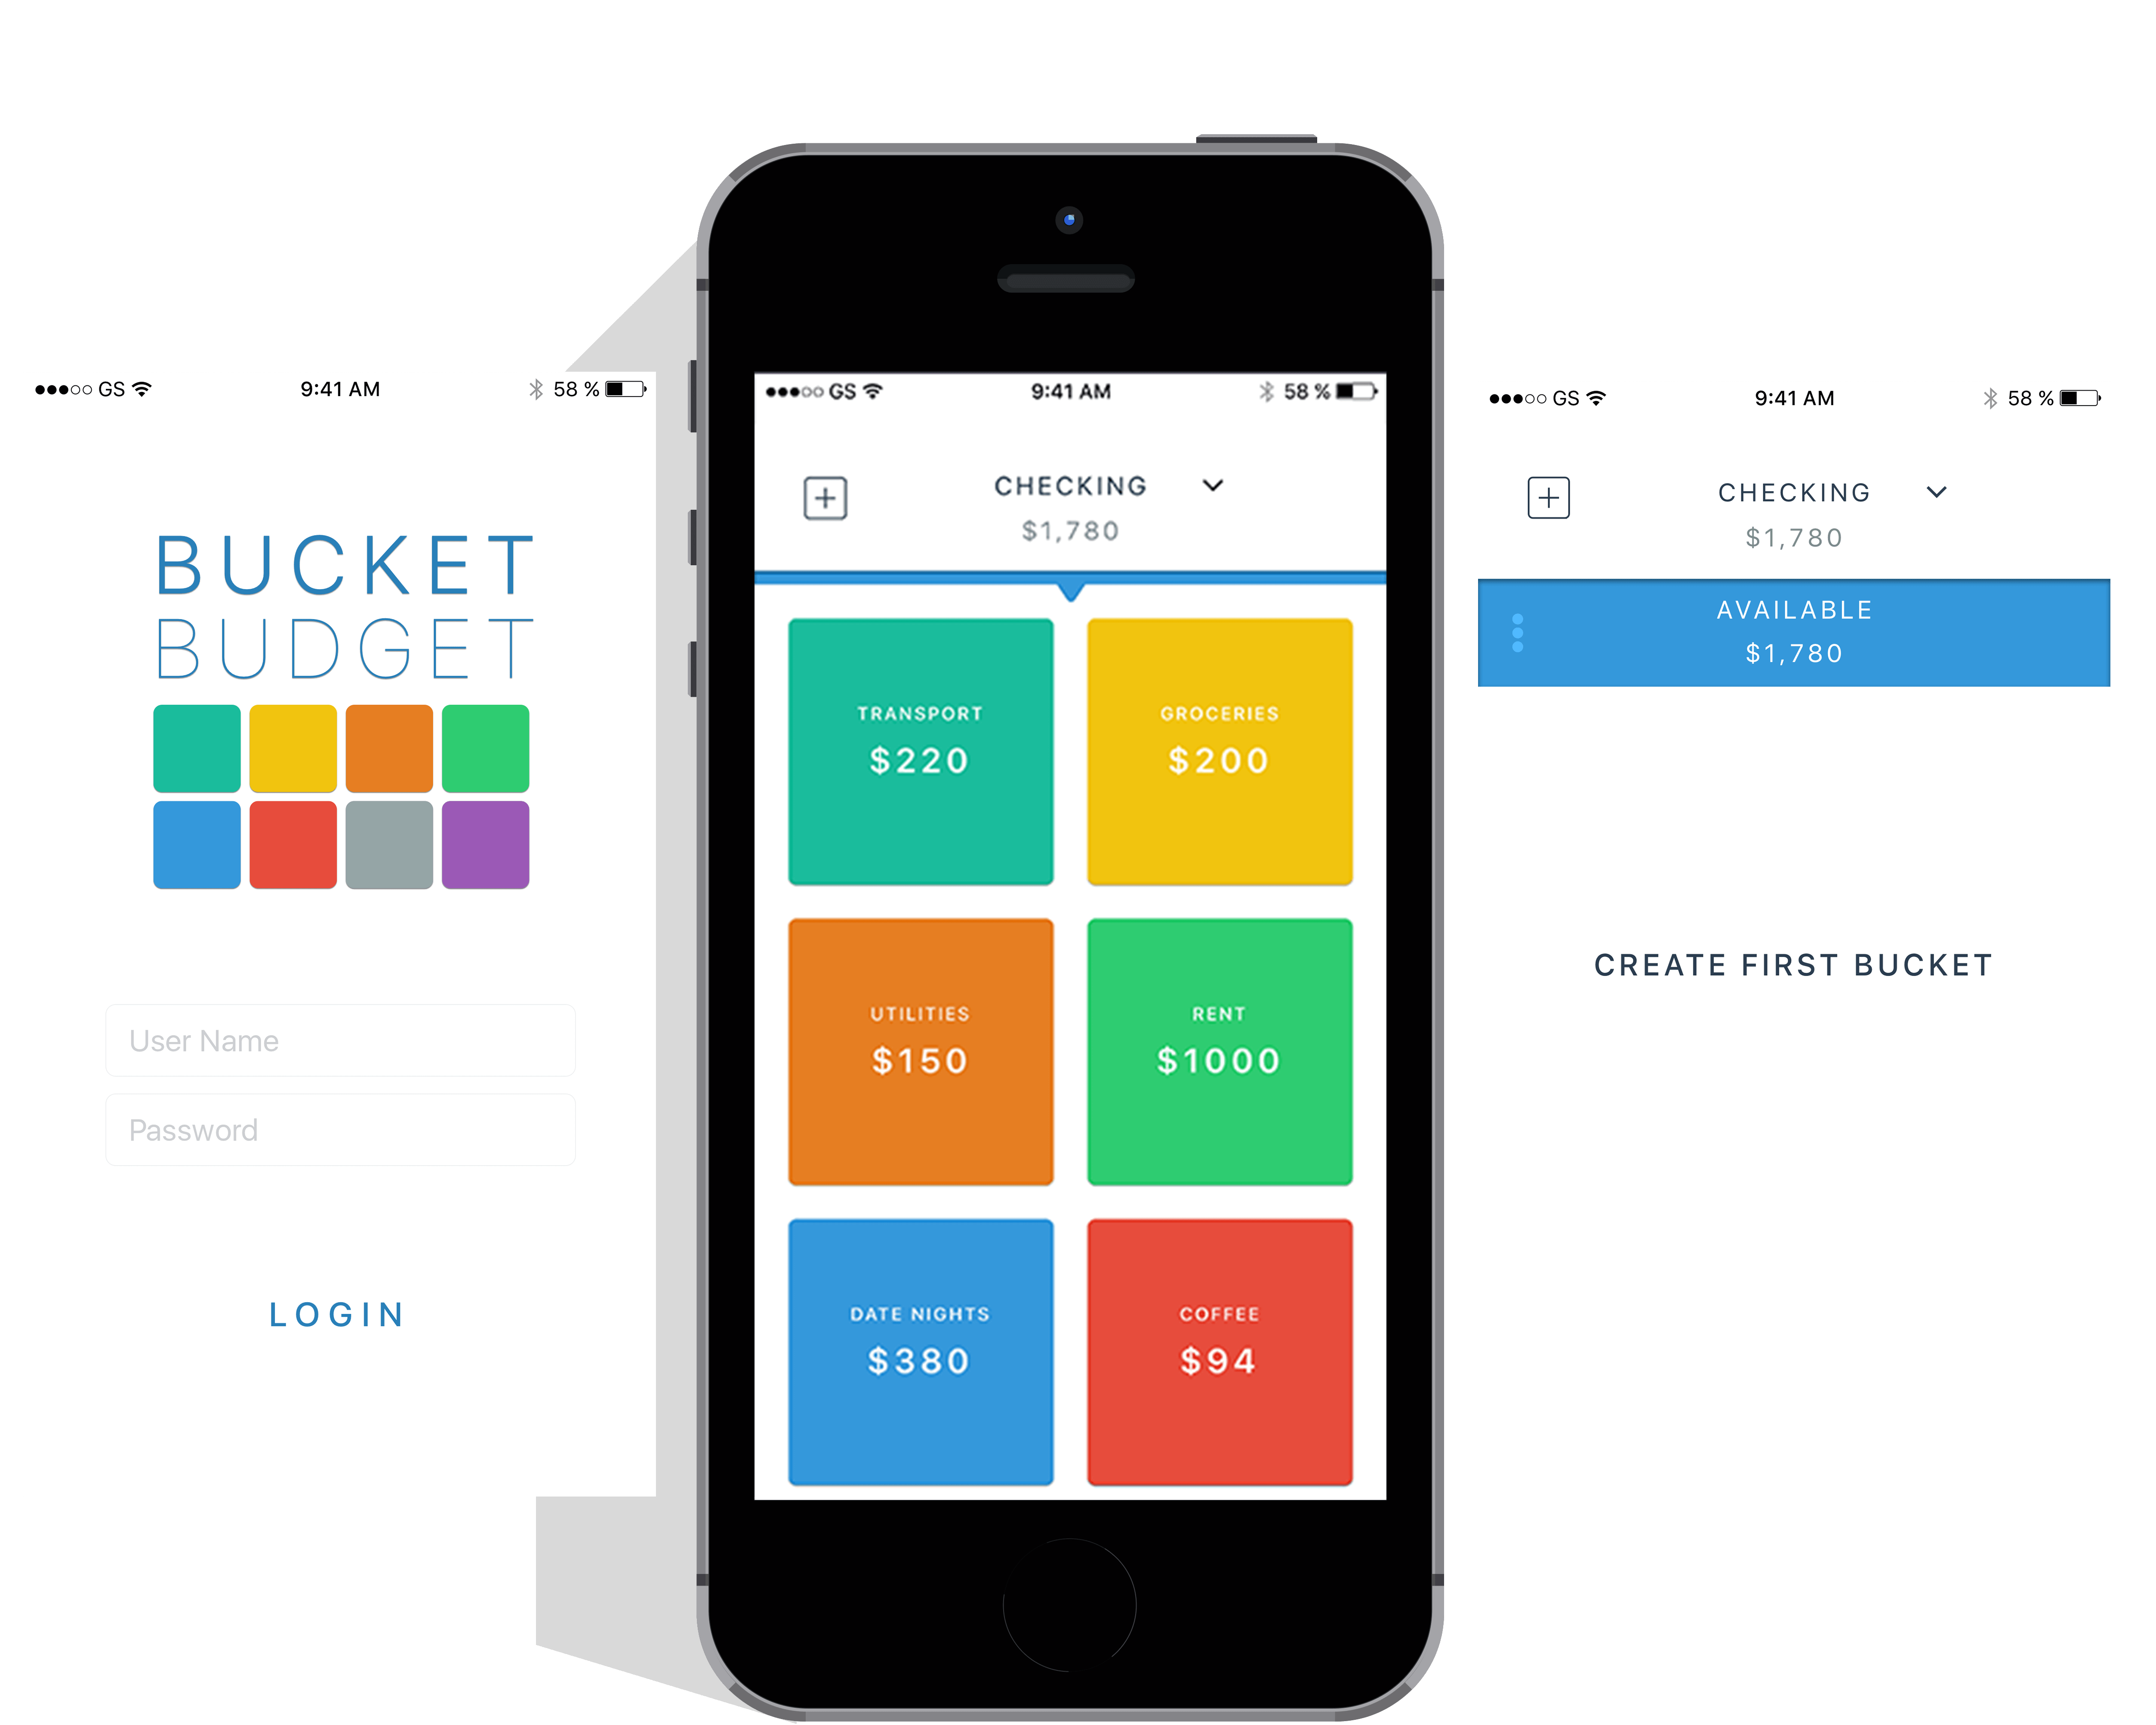 GS 9:41 AM 58 %
BUCKET
BUDGET
User Name
Password
LOGIN
GS 9:41 AM 58 %
CHECKING
$1,780
TRANSPORT
$220
GROCERIES
$200
UTILITIES
$150
RENT
$1000
DATE NIGHTS
$380
COFFEE
$94
GS 9:41 AM 58 %
CHECKING
$1,780
AVAILABLE
$1,780
CREATE FIRST BUCKET